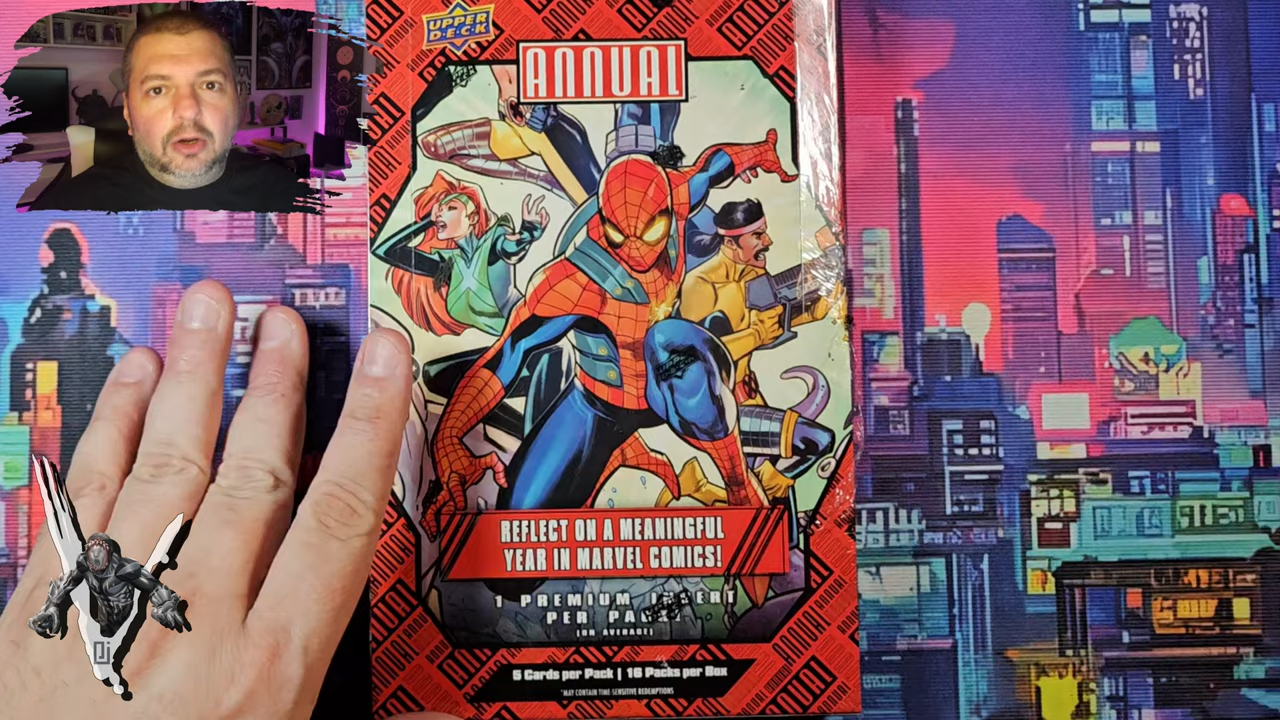 UPPER
D·E·C·K
ANNUAL
REFLECT ON A MEANINGFUL
YEAR IN MARVEL COMICS!
1 PREMIUM INSERT
PER PACK!
(ON AVERAGE)
5 Cards per Pack | 16 Packs per Box
*MAY CONTAIN TIME-SENSITIVE REDEMPTIONS